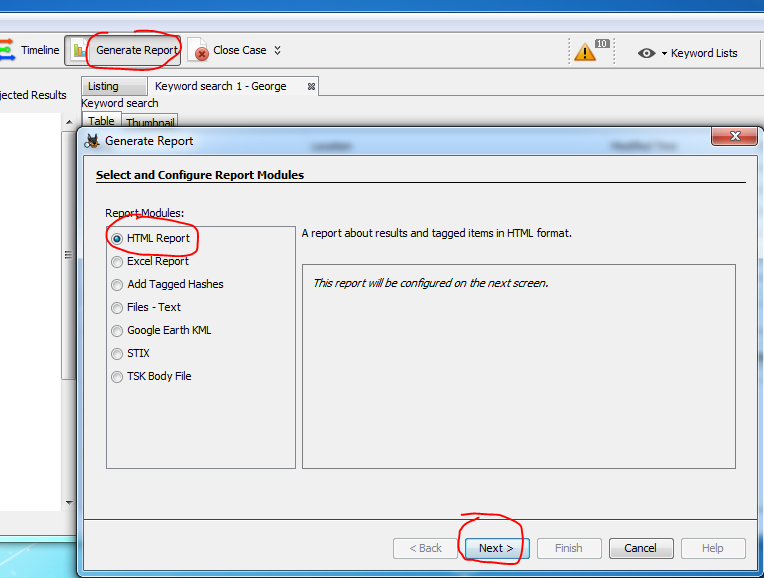 Timeline
Generate Report
Close Case
10
Keyword Lists
jected Results
Listing
Keyword search 1 - George
Keyword search
Table
Thumbnail
Generate Report
Location
Modified Time
Select and Configure Report Modules
Report Modules:
HTML Report
A report about results and tagged items in HTML format.
Excel Report
Add Tagged Hashes
This report will be configured on the next screen.
Files - Text
Google Earth KML
STIX
TSK Body File
< Back
Next >
Finish
Cancel
Help